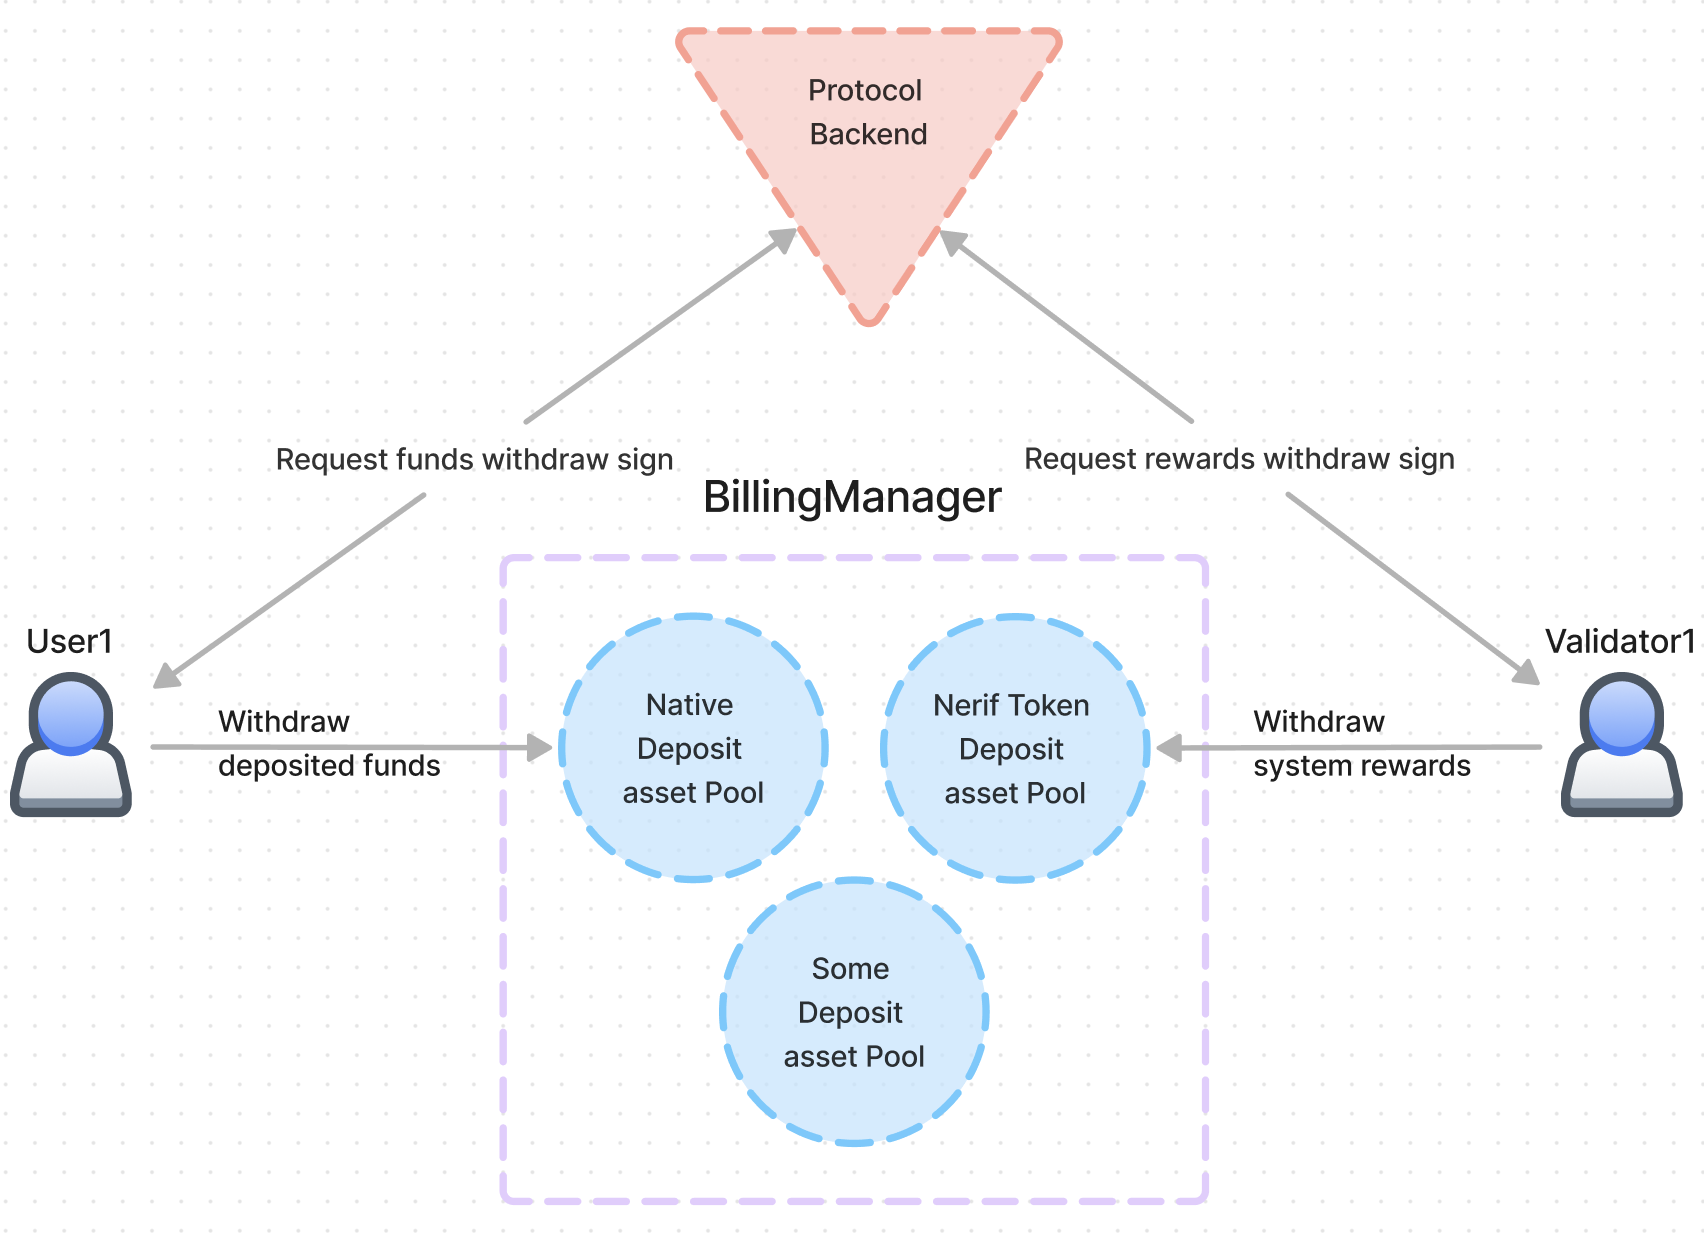 Protocol
Backend
Request funds withdraw sign
Request rewards withdraw sign
BillingManager
User1
Validator1
Withdraw
deposited funds
Native
Deposit
asset Pool
Nerif Token
Deposit
asset Pool
Withdraw
system rewards
Some
Deposit
asset Pool